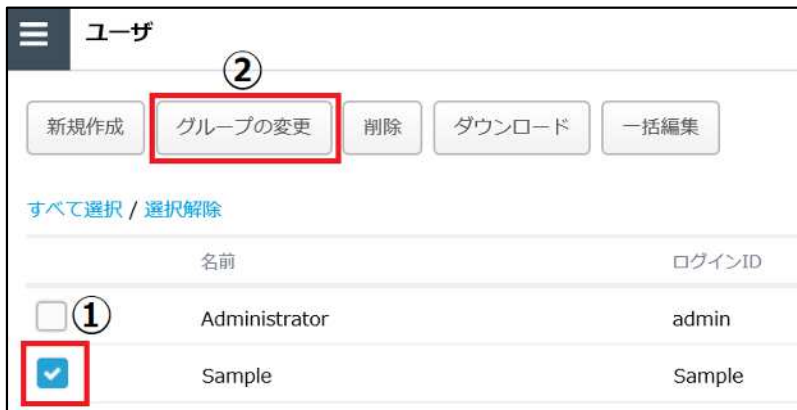 ユーザ
②
新規作成 グループの変更 削除 ダウンロード 一括編集
すべて選択 / 選択解除
名前 ログインID
① Administrator admin
Sample Sample